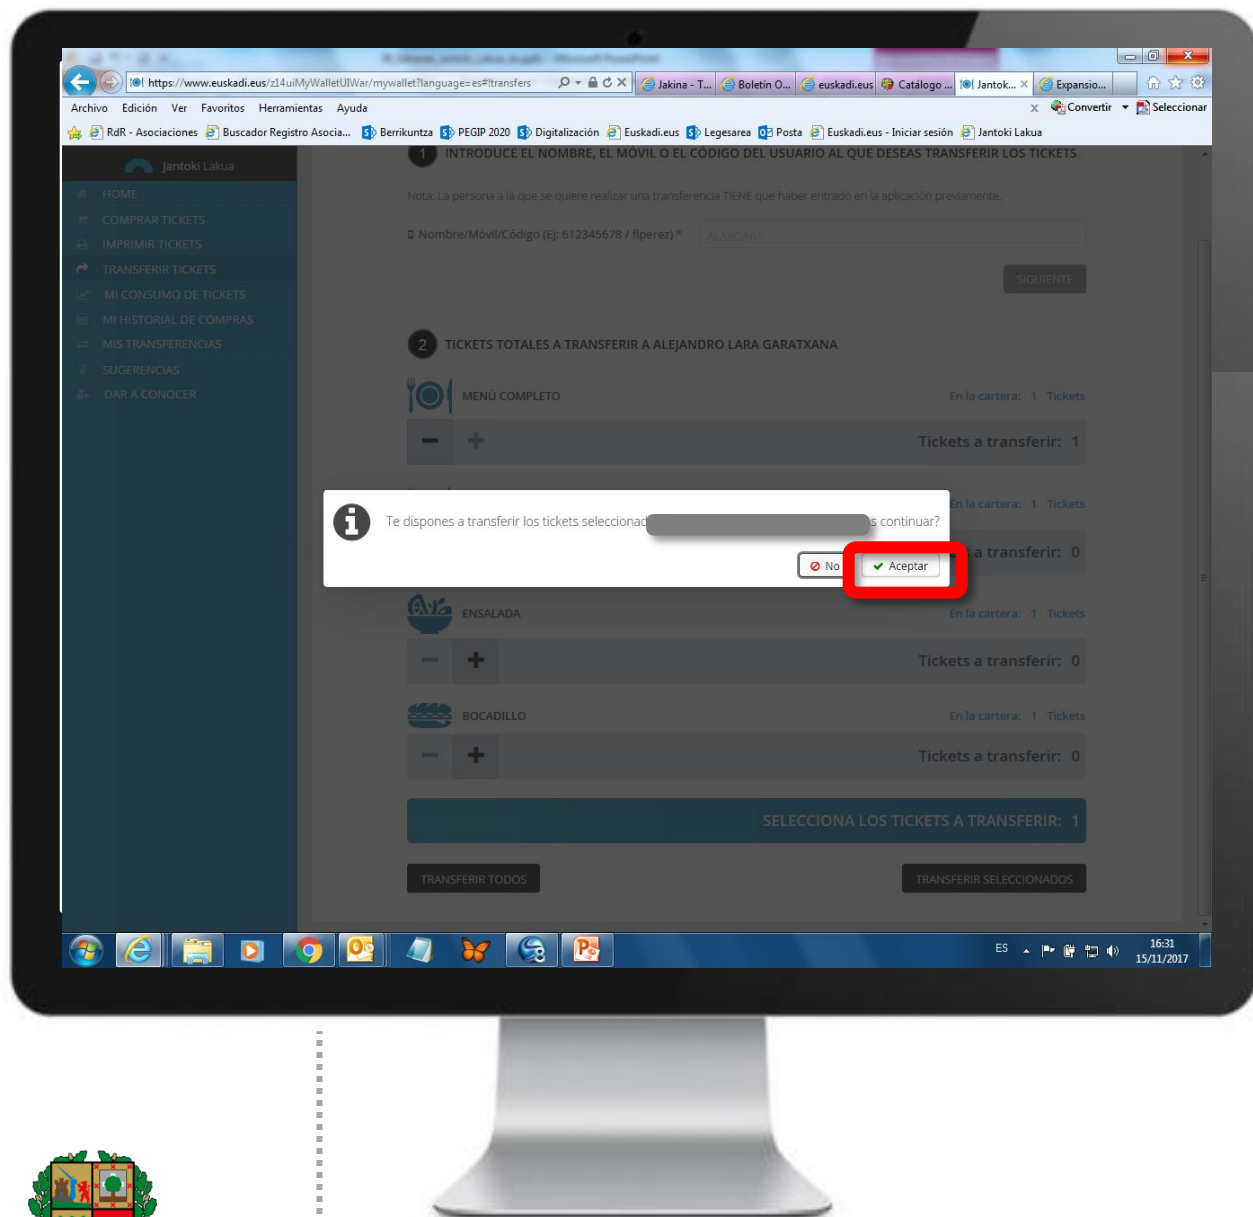 https://www.euskadi.eus/z14uiMyWalletUIWar/mywallet?language=es#!transfers
Jakina - T...
Boletín O...
euskadi.eus
Catálogo ...
Jantok...
Expansio...
Archivo Edición Ver Favoritos Herramientas Ayuda
Convertir
Seleccionar
RdR - Asociaciones
Buscador Registro Asocia...
Berrikuntza
PEGIP 2020
Digitalización
Euskadi.eus
Legesarea
Posta
Euskadi.eus - Iniciar sesión
Jantoki Lakua
Jantoki Lakua
HOME
COMPRAR TICKETS
IMPRIMIR TICKETS
TRANSFERIR TICKETS
MI CONSUMO DE TICKETS
MI HISTORIAL DE COMPRAS
MIS TRANSFERENCIAS
SUGERENCIAS
DAR A CONOCER
1 INTRODUCE EL NOMBRE, EL MÓVIL O EL CÓDIGO DEL USUARIO AL QUE DESEAS TRANSFERIR LOS TICKETS
Nota: La persona a la que se quiere realizar una transferencia TIENE que haber entrado en la aplicación previamente.
Nombre/Móvil/Código (Ej: 612345678 / flperez) *
SIGUIENTE
2 TICKETS TOTALES A TRANSFERIR A ALEJANDRO LARA GARATXANA
MENÚ COMPLETO
En la cartera: 1 Tickets
Tickets a transferir: 1
En la cartera: 1 Tickets
Te dispones a transferir los tickets seleccionad
s continuar?
a transferir: 0
No
Aceptar
ENSALADA
En la cartera: 1 Tickets
Tickets a transferir: 0
BOCADILLO
En la cartera: 1 Tickets
Tickets a transferir: 0
SELECCIONA LOS TICKETS A TRANSFERIR: 1
TRANSFERIR TODOS
TRANSFERIR SELECCIONADOS
ES
16:31
15/11/2017